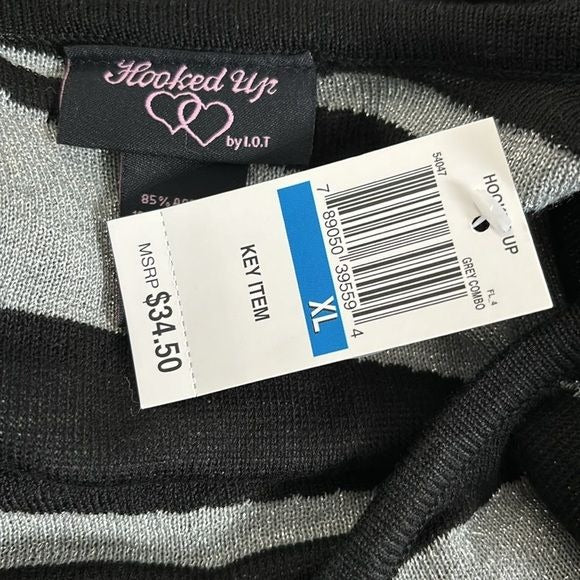 Hooked Up
by I.O.T
85%
MSRP $34.50
KEY ITEM
XL
7 89050 39559 4
54047
GREY COMBO
FL 4
UP